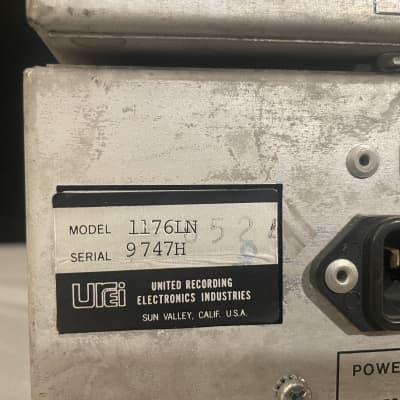 MODEL 1176LN
SERIAL 9747H
UREi UNITED RECORDING
ELECTRONICS INDUSTRIES
SUN VALLEY, CALIF. U.S.A.
POWE